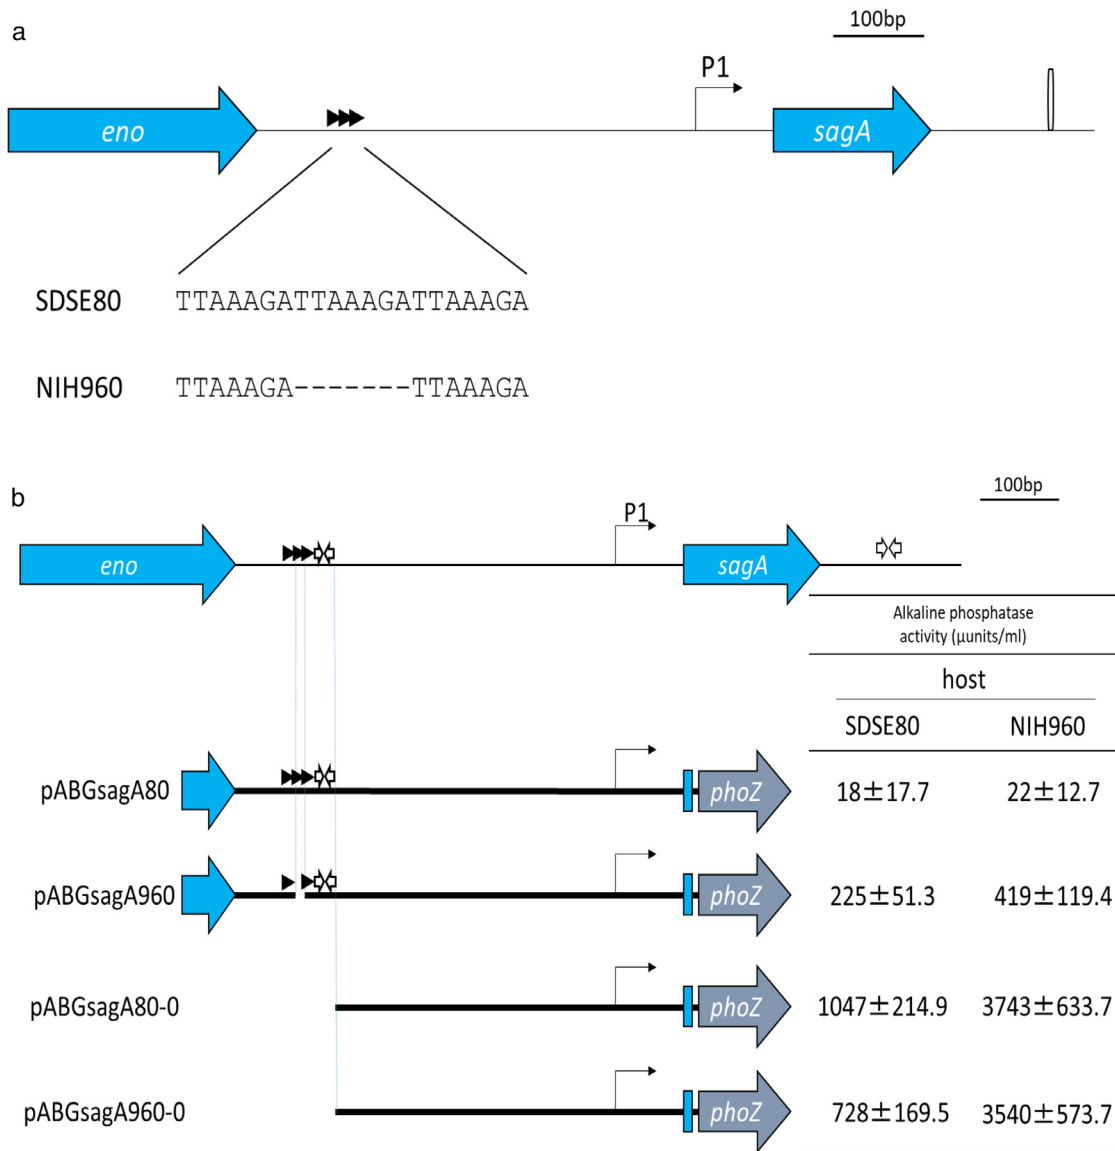 a
100bp
P1
eno
sagA
SDSE80 TTAAAGATTAAAGATTAAAGA
NIH960 TTAAAGA-------TTAAAGA
b
100bp
P1
eno
sagA
Alkaline phosphatase
activity (μunits/ml)
host
SDSE80 NIH960
pABGsagA80 phoZ 18±17.7 22±12.7
pABGsagA960 phoZ 225±51.3 419±119.4
pABGsagA80-0 phoZ 1047±214.9 3743±633.7
pABGsagA960-0 phoZ 728±169.5 3540±573.7